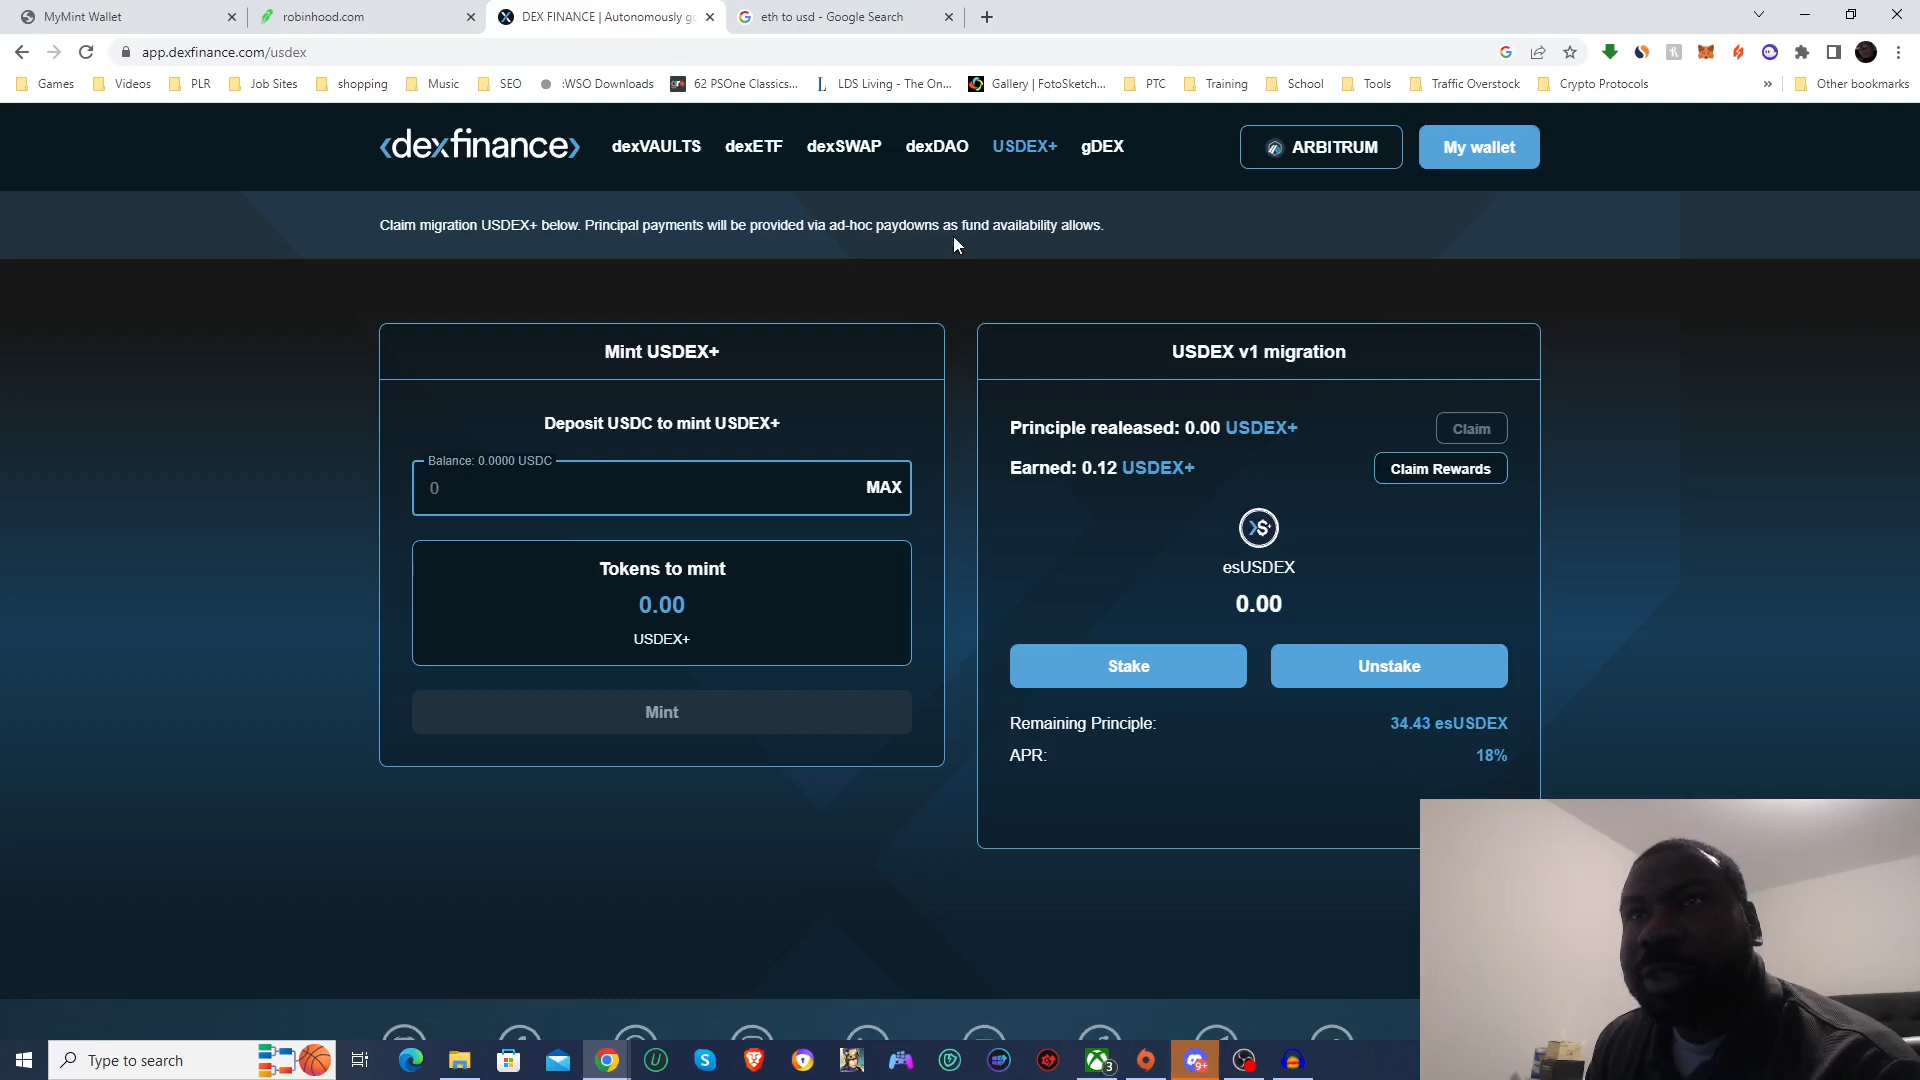 MyMint Wallet
robinhood.com
DEX FINANCE | Autonomously go
eth to usd - Google Search
app.dexfinance.com/usdex
Games
Videos
PLR
Job Sites
shopping
Music
SEO
:WSO Downloads
62 PSOne Classics...
LDS Living - The On...
Gallery | FotoSketch...
PTC
Training
School
Tools
Traffic Overstock
Crypto Protocols
»
Other bookmarks
dexfinance
dexVAULTS
dexETF
dexSWAP
dexDAO
USDEX+
gDEX
ARBITRUM
My wallet
Claim migration USDEX+ below. Principal payments will be provided via ad-hoc paydowns as fund availability allows.
Mint USDEX+
Deposit USDC to mint USDEX+
Balance: 0.0000 USDC
0
MAX
Tokens to mint
0.00
USDEX+
Mint
USDEX v1 migration
Principle realeased: 0.00 USDEX+
Claim
Earned: 0.12 USDEX+
Claim Rewards
esUSDEX
0.00
Stake
Unstake
Remaining Principle:
34.43 esUSDEX
APR:
18%
Type to search
3
9+